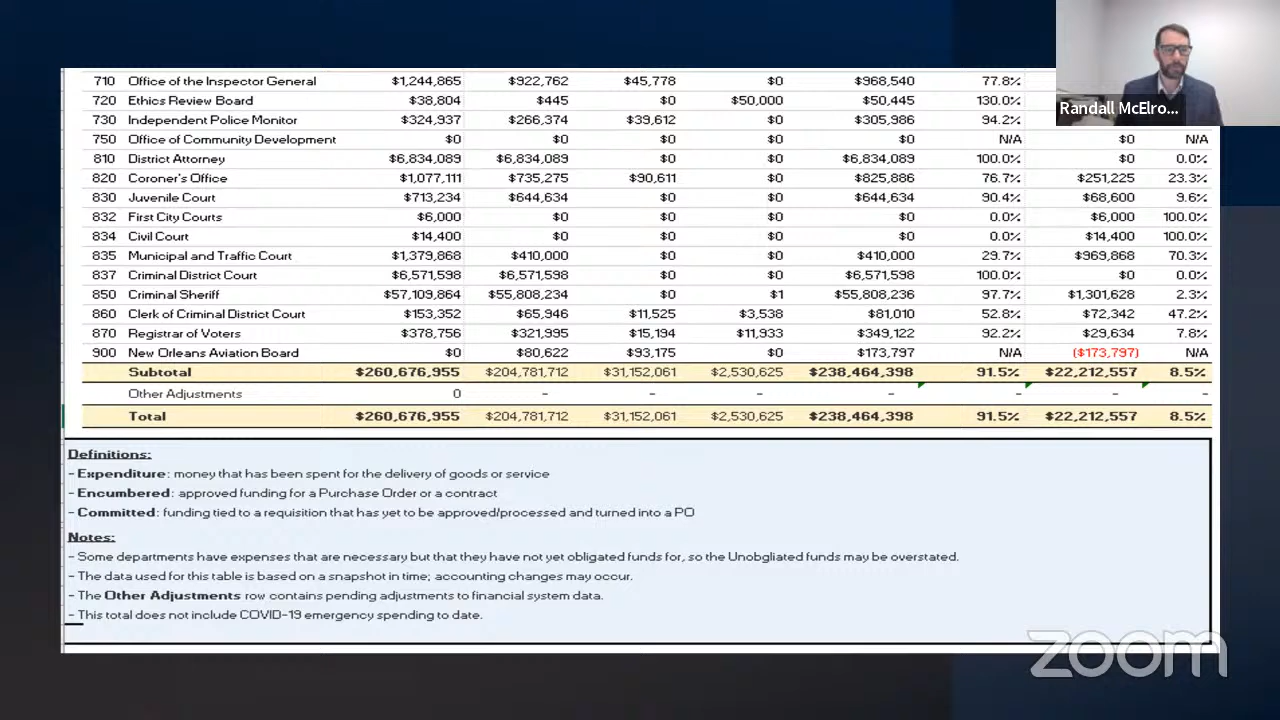 710 Office of the Inspector General $1,244,865 $922,762 $45,778 $0 $968,540 77.8%
720 Ethics Review Board $38,804 $445 $0 $50,000 $50,445 130.0%
Randall McElro...
730 Independent Police Monitor $324,937 $266,374 $39,612 $0 $305,986 94.2%
750 Office of Community Development $0 $0 $0 $0 $0 N/A $0 N/A
810 District Attorney $6,834,089 $6,834,089 $0 $0 $6,834,089 100.0% $0 0.0%
820 Coroner's Office $1,077,111 $735,275 $90,611 $0 $825,886 76.7% $251,225 23.3%
830 Juvenile Court $713,234 $644,634 $0 $0 $644,634 90.4% $68,600 9.6%
832 First City Courts $6,000 $0 $0 $0 $0 0.0% $6,000 100.0%
834 Civil Court $14,400 $0 $0 $0 $0 0.0% $14,400 100.0%
835 Municipal and Traffic Court $1,379,868 $410,000 $0 $0 $410,000 29.7% $969,868 70.3%
837 Criminal District Court $6,571,598 $6,571,598 $0 $0 $6,571,598 100.0% $0 0.0%
850 Criminal Sheriff $57,109,864 $55,808,234 $0 $1 $55,808,236 97.7% $1,301,628 2.3%
860 Clerk of Criminal District Court $153,352 $65,946 $11,525 $3,538 $81,010 52.8% $72,342 47.2%
870 Registrar of Voters $378,756 $321,995 $15,194 $11,933 $349,122 92.2% $29,634 7.8%
900 New Orleans Aviation Board $0 $80,622 $93,175 $0 $173,797 N/A ($173,797) N/A
Subtotal $260,676,955 $204,781,712 $31,152,061 $2,530,625 $238,464,398 91.5% $22,212,557 8.5%
Other Adjustments 0 - - - - - - -
Total $260,676,955 $204,781,712 $31,152,061 $2,530,625 $238,464,398 91.5% $22,212,557 8.5%
Definitions:
- Expenditure: money that has been spent for the delivery of goods or service
- Encumbered: approved funding for a Purchase Order or a contract
- Committed: funding tied to a requisition that has yet to be approved/processed and turned into a PO
Notes:
- Some departments have expenses that are necessary but that they have not yet obligated funds for, so the Unobgliated funds may be overstated.
- The data used for this table is based on a snapshot in time; accounting changes may occur.
- The Other Adjustments row contains pending adjustments to financial system data.
- This total does not include COVID-19 emergency spending to date.
zoom